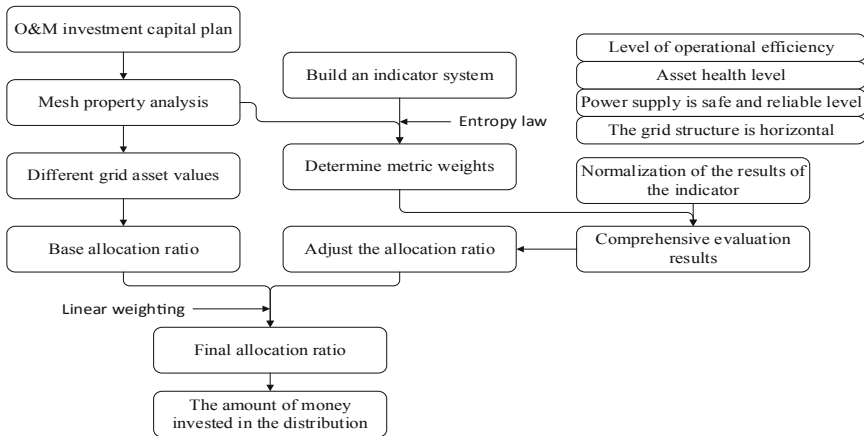 O&M investment capital plan
Mesh property analysis
Different grid asset values
Base allocation ratio
Linear weighting
Build an indicator system
Entropy law
Determine metric weights
Adjust the allocation ratio
Level of operational efficiency
Asset health level
Power supply is safe and reliable level
The grid structure is horizontal
Normalization of the results of
the indicator
Comprehensive evaluation
results
Final allocation ratio
The amount of money
invested in the distribution